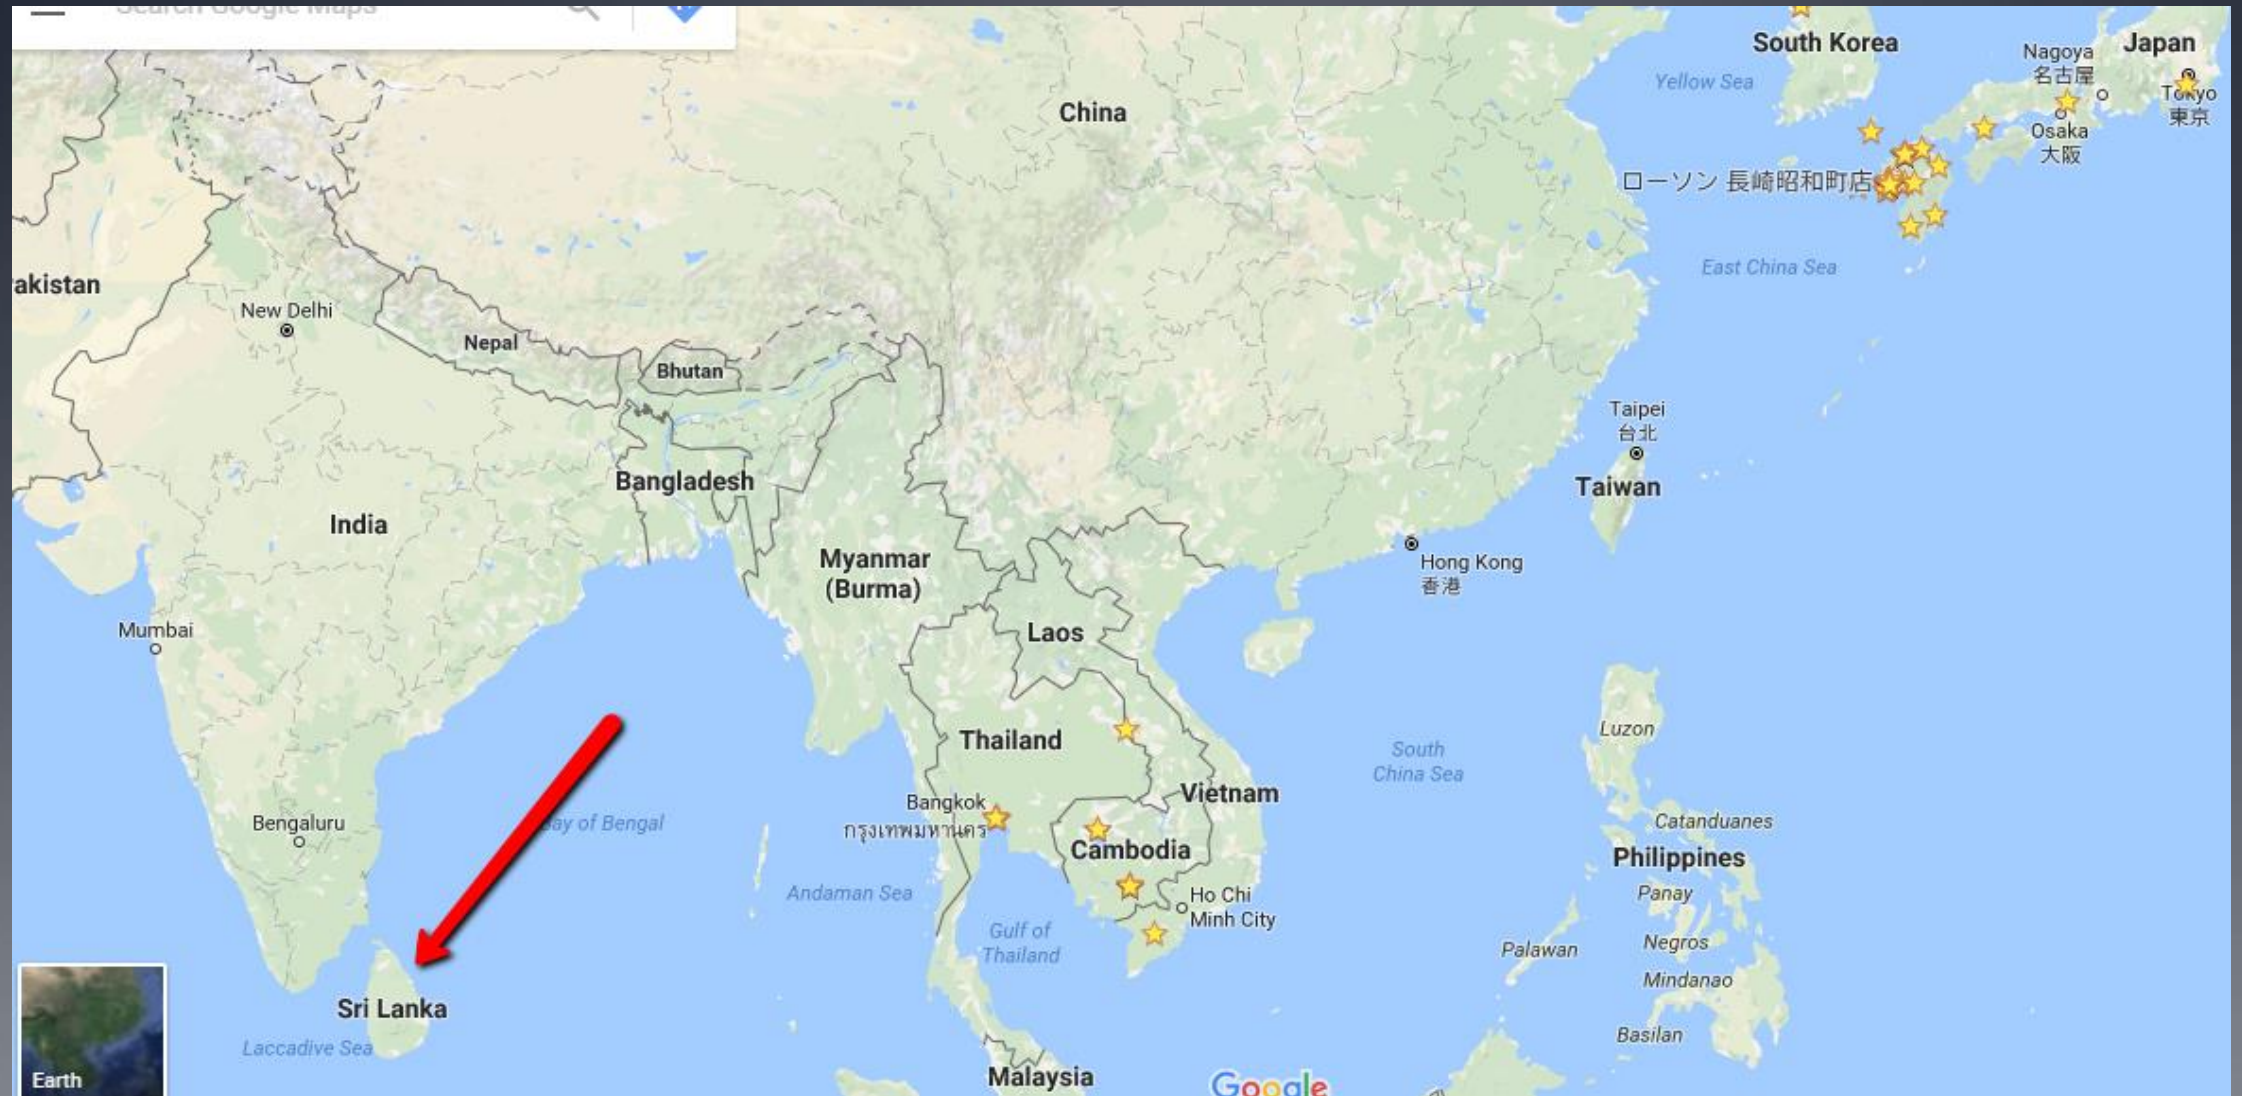 Search Google Maps
South Korea
Japan
Nagoya
名古屋
Yellow Sea
Tokyo
東京
China
Osaka
大阪
ローソン 長崎昭和町店
East China Sea
akistan
New Delhi
Nepal
Bhutan
Taipei
台北
Taiwan
Bangladesh
India
Myanmar
(Burma)
Hong Kong
香港
Mumbai
Laos
Luzon
Thailand
South
China Sea
Vietnam
Bangkok
กรุงเทพมหานคร
Bengaluru
Bay of Bengal
Catanduanes
Cambodia
Philippines
Andaman Sea
Panay
Ho Chi
Minh City
Gulf of
Thailand
Palawan
Negros
Mindanao
Sri Lanka
Basilan
Laccadive Sea
Earth
Malaysia
Google